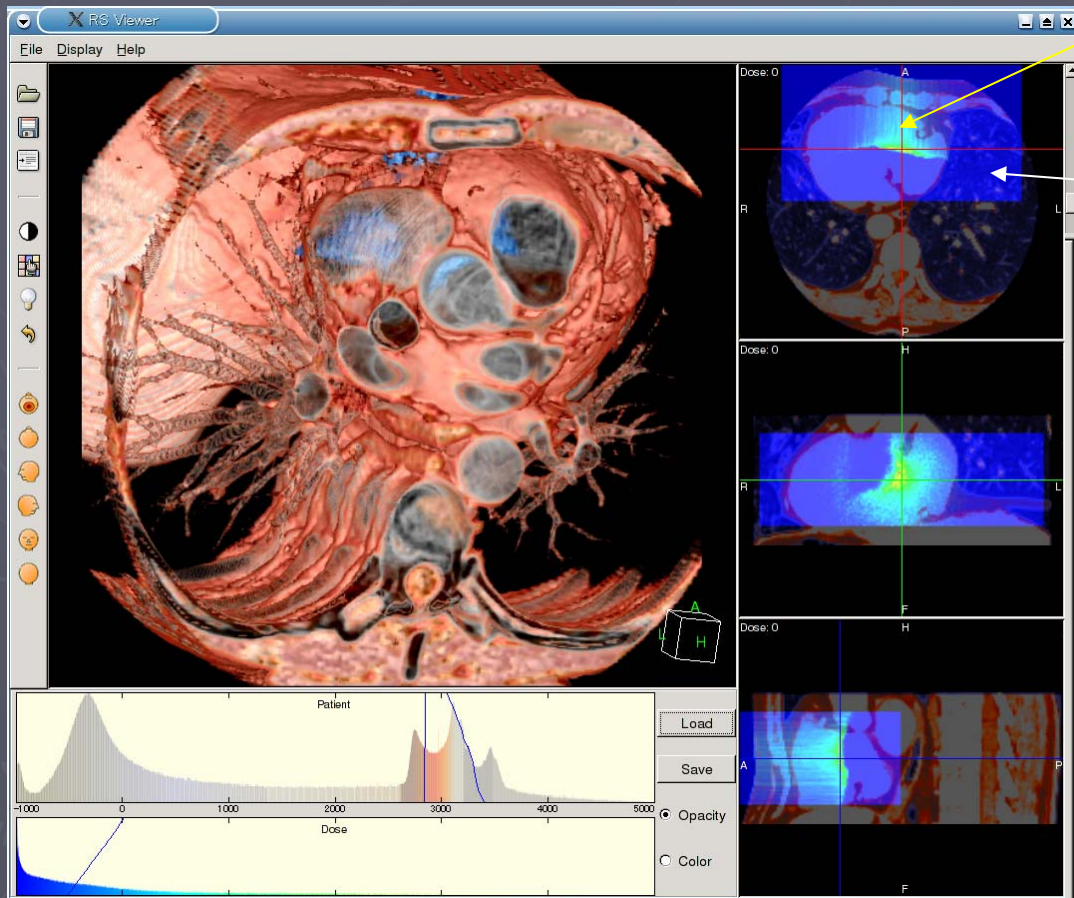 X RS Viewer
File Display Help
Dose: 0
A
R
L
P
Dose: 0
H
R
L
F
Dose: 0
H
A
P
F
A
L
H
Patient
-1000 0 1000 2000 3000 4000 5000
Dose
Load
Save
Opacity
Color